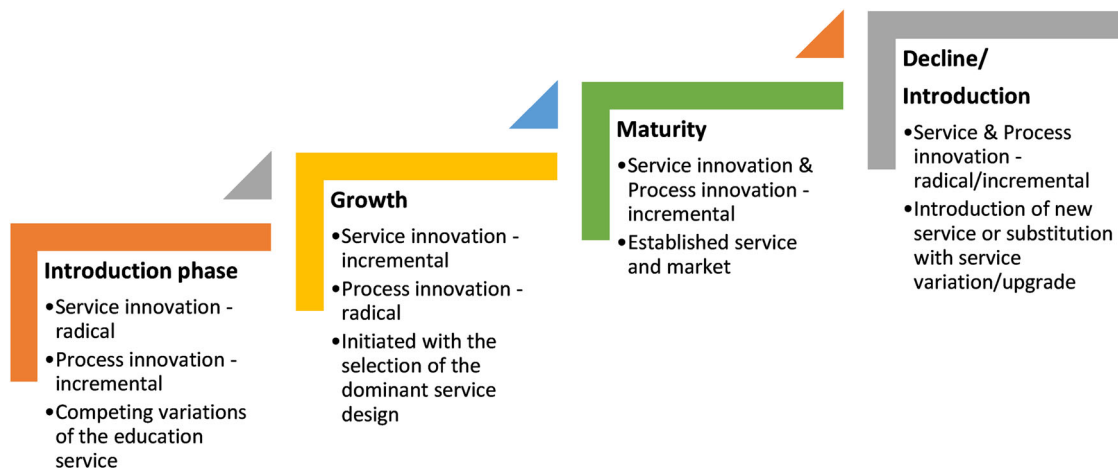 Introduction phase
•Service innovation -
radical
•Process innovation -
incremental
•Competing variations
of the education
service
Growth
•Service innovation -
incremental
•Process innovation -
radical
•Initiated with the
selection of the
dominant service
design
Maturity
•Service innovation &
Process innovation -
incremental
•Established service
and market
Decline/
Introduction
•Service & Process
innovation -
radical/incremental
•Introduction of new
service or substitution
with service
variation/upgrade